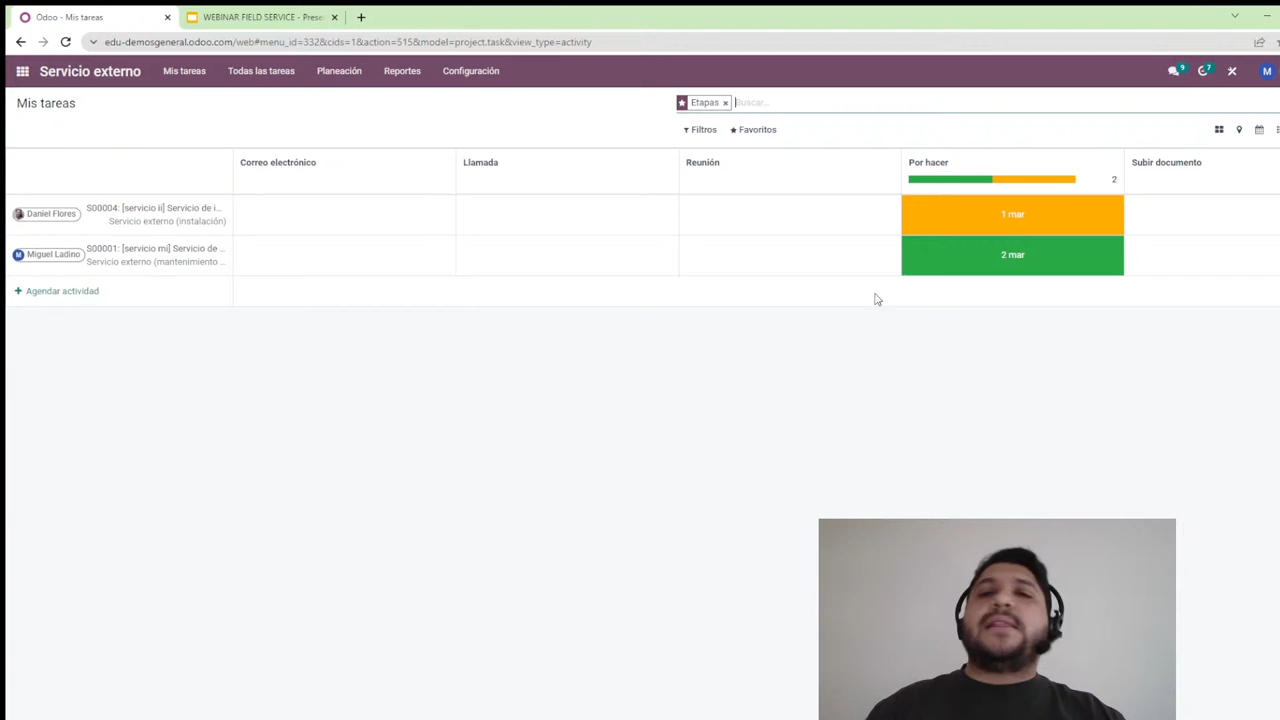 Odoo - Mis tareas
WEBINAR FIELD SERVICE - Prese
edu-demosgeneral.odoo.com/web#menu_id=332&cids=1&action=515&model=project.task&view_type=activity
Servicio externo
Mis tareas
Todas las tareas
Planeación
Reportes
Configuración
9
7
M
Mis tareas
Etapas ×
Buscar...
Filtros
Favoritos
Correo electrónico
Llamada
Reunión
Por hacer
Subir documento
2
Daniel Flores
S00004: [servicio ii] Servicio de i...
Servicio externo (instalación)
1 mar
M
Miguel Ladino
S00001: [servicio mi] Servicio de ...
Servicio externo (mantenimiento ...
2 mar
+ Agendar actividad